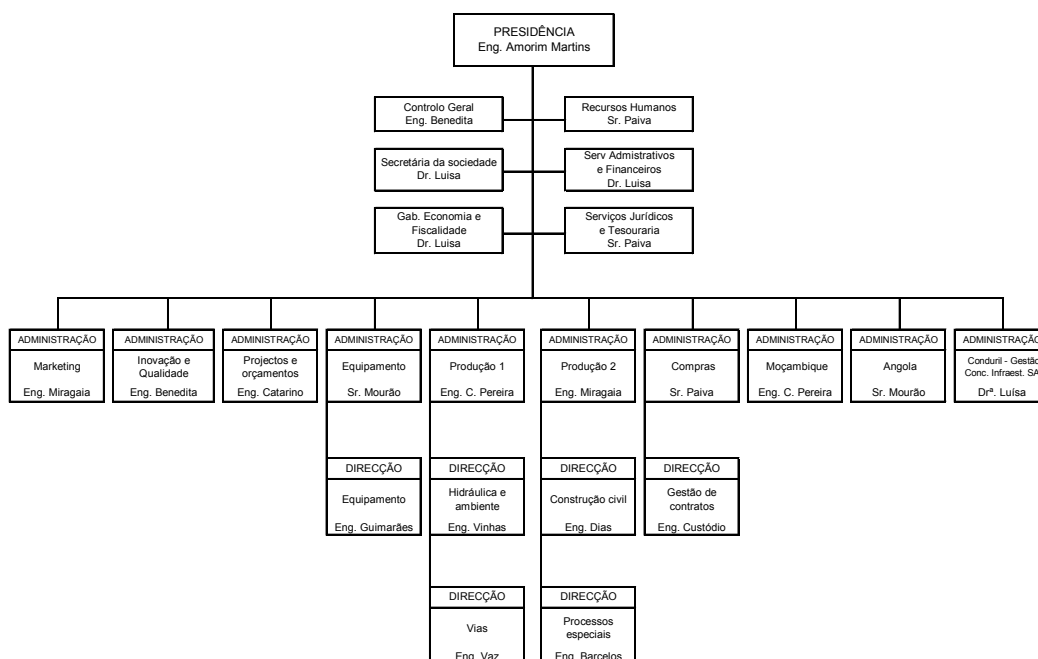 PRESIDÊNCIA
Eng. Amorim Martins
Controlo Geral
Eng. Benedita
Recursos Humanos
Sr. Paiva
Secretária da sociedade
Dr. Luisa
Serv Admistrativos
e Financeiros
Dr. Luisa
Gab. Economia e
Fiscalidade
Dr. Luisa
Serviços Jurídicos
e Tesouraria
Sr. Paiva
ADMINISTRAÇÃO
Marketing
Eng. Miragaia
ADMINISTRAÇÃO
Inovação e
Qualidade
Eng. Benedita
ADMINISTRAÇÃO
Projectos e
orçamentos
Eng. Catarino
ADMINISTRAÇÃO
Equipamento
Sr. Mourão
ADMINISTRAÇÃO
Produção 1
Eng. C. Pereira
ADMINISTRAÇÃO
Produção 2
Eng. Miragaia
ADMINISTRAÇÃO
Compras
Sr. Paiva
ADMINISTRAÇÃO
Moçambique
Eng. C. Pereira
ADMINISTRAÇÃO
Angola
Sr. Mourão
ADMINISTRAÇÃO
Conduril - Gestão
Conc. Infraest. SA
Drª. Luísa
DIRECÇÃO
Equipamento
Eng. Guimarães
DIRECÇÃO
Hidráulica e
ambiente
Eng. Vinhas
DIRECÇÃO
Construção civil
Eng. Dias
DIRECÇÃO
Gestão de
contratos
Eng. Custódio
DIRECÇÃO
Vias
Eng. Vaz
DIRECÇÃO
Processos
especiais
Eng. Barcelos